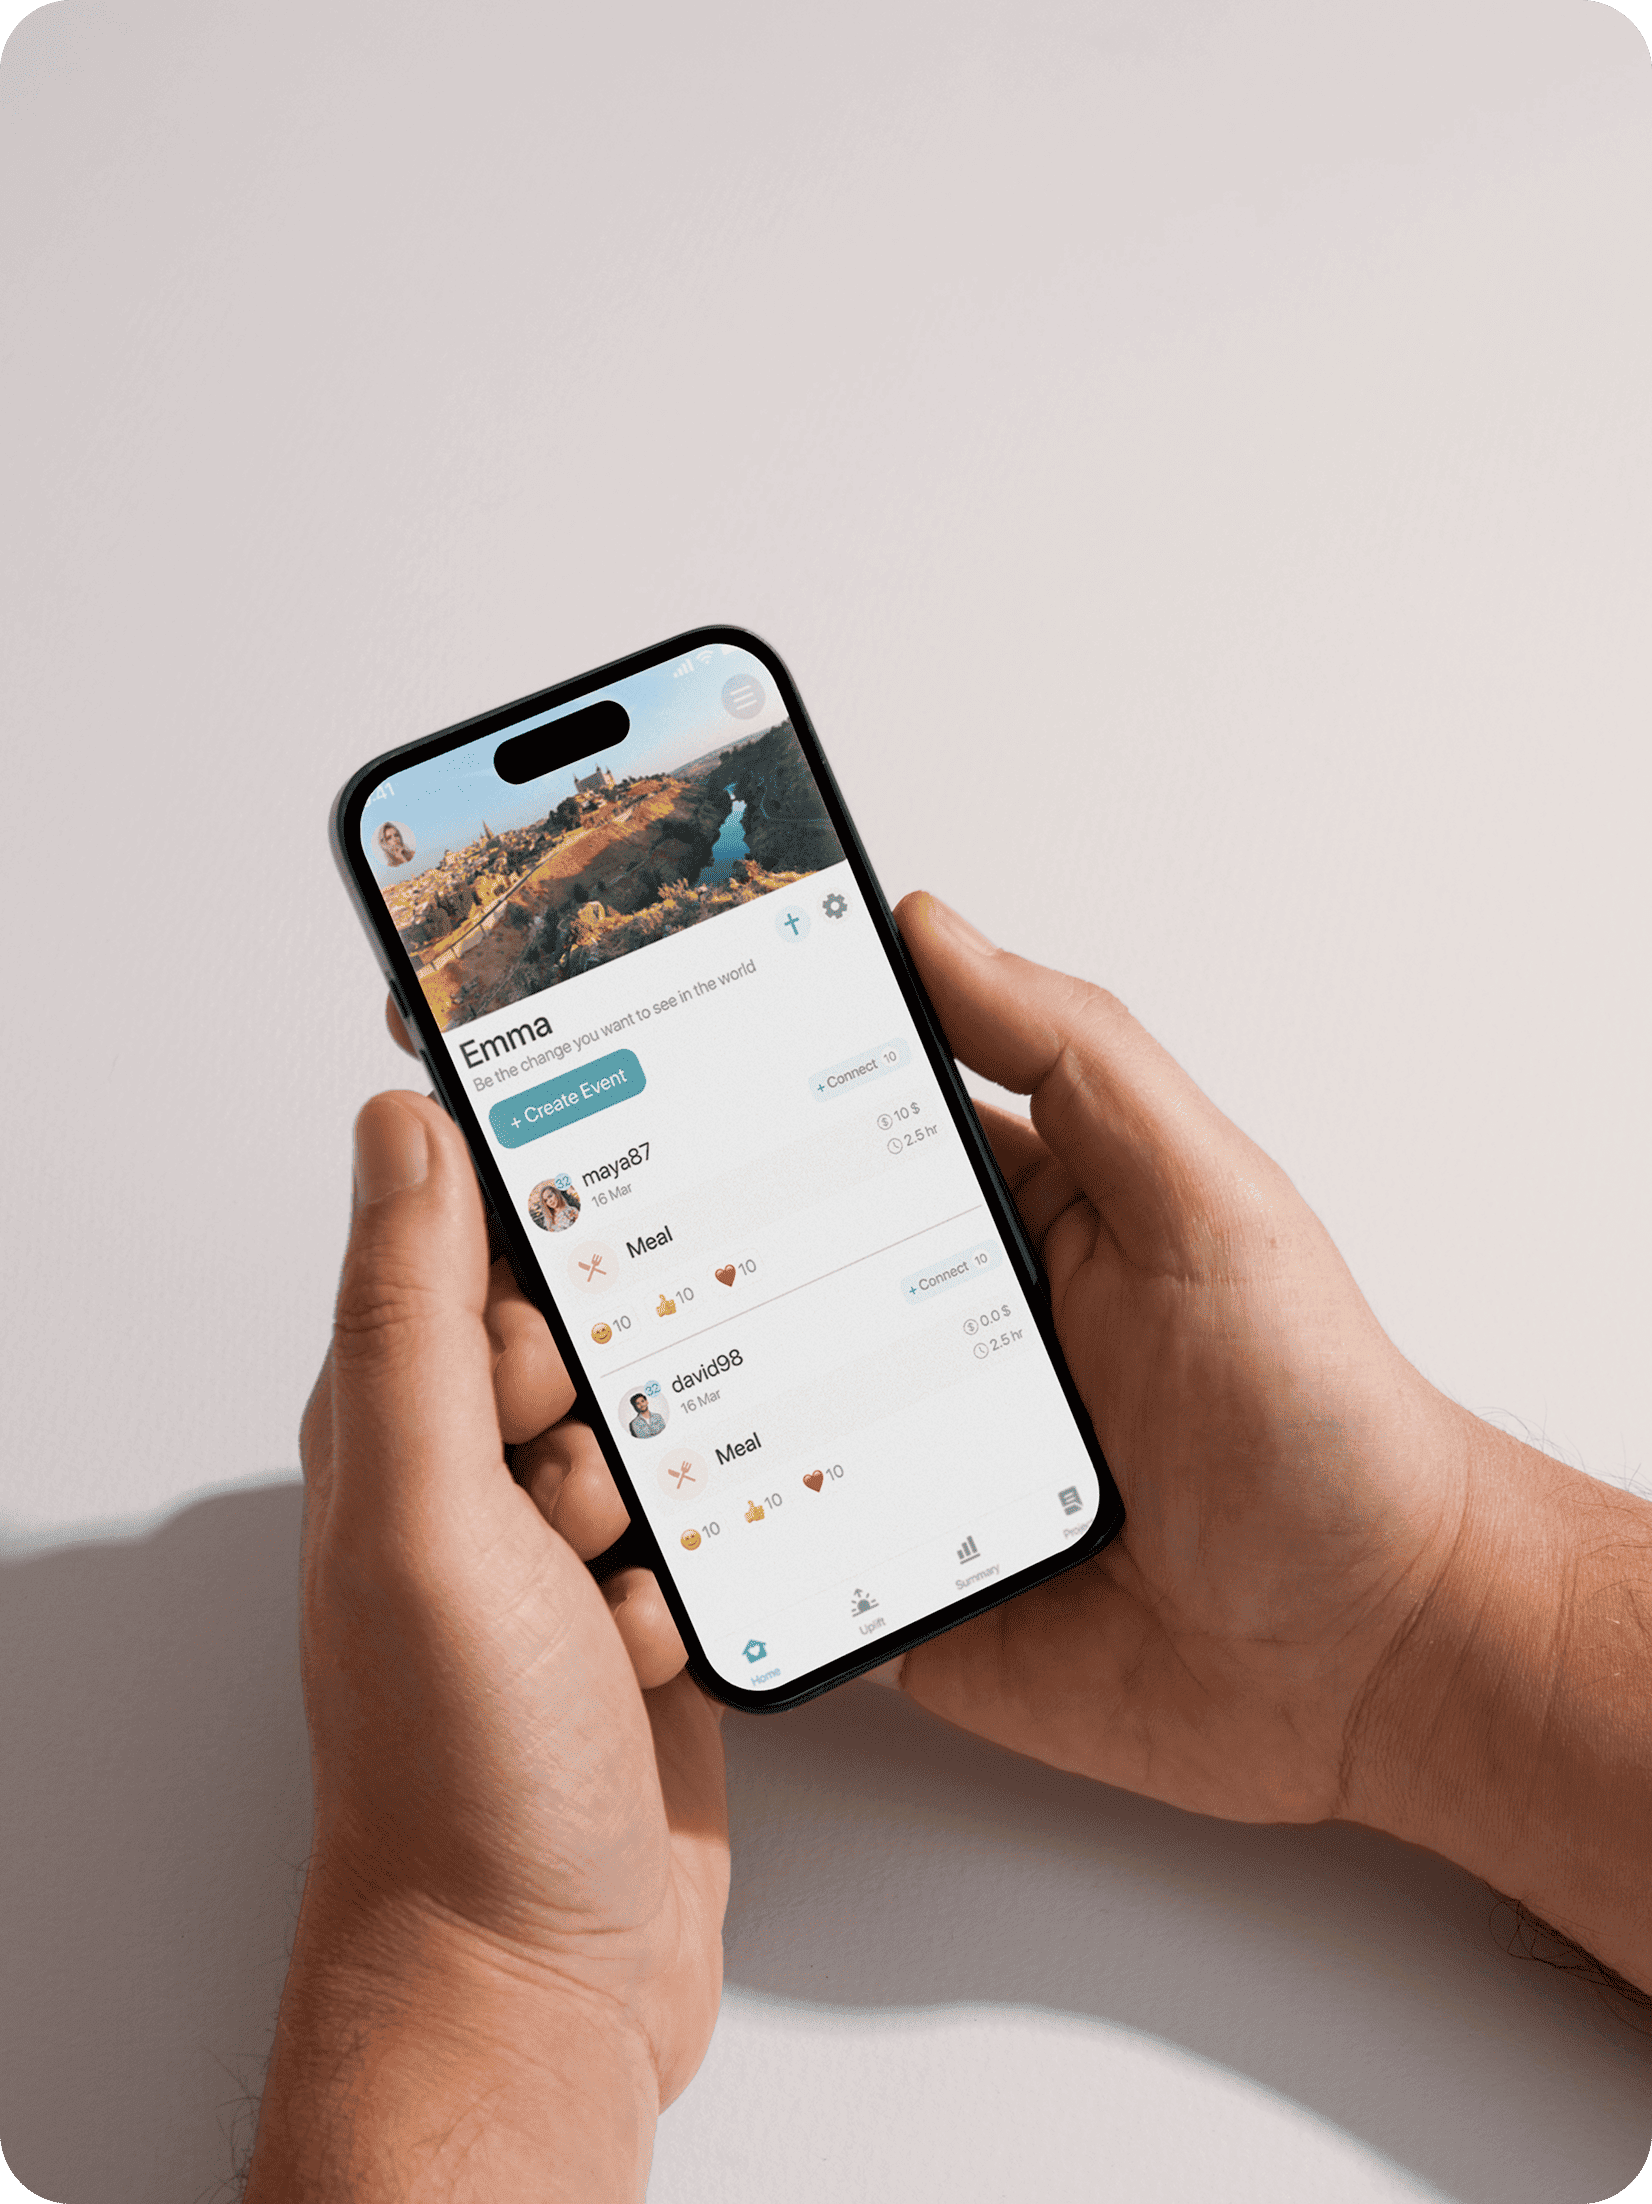 :41
Emma
Be the change you want to see in the world
+ Create Event
+ Connect 10
32
maya87
16 Mar
10 $
2.5 hr
Meal
10
10
10
+ Connect 10
32
david98
16 Mar
0.0 $
2.5 hr
Meal
10
10
10
Home
Uplift
Summary